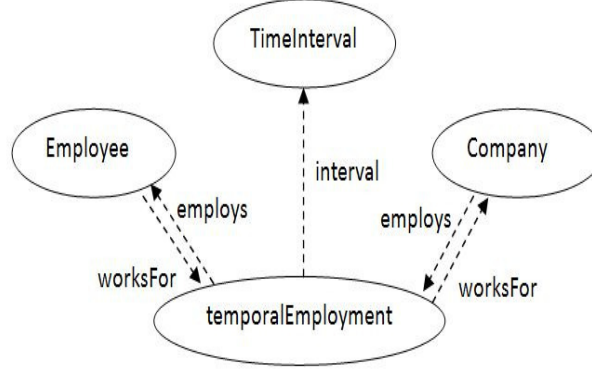 TimeInterval
Employee
Company
interval
employs
employs
worksFor
worksFor
temporalEmployment